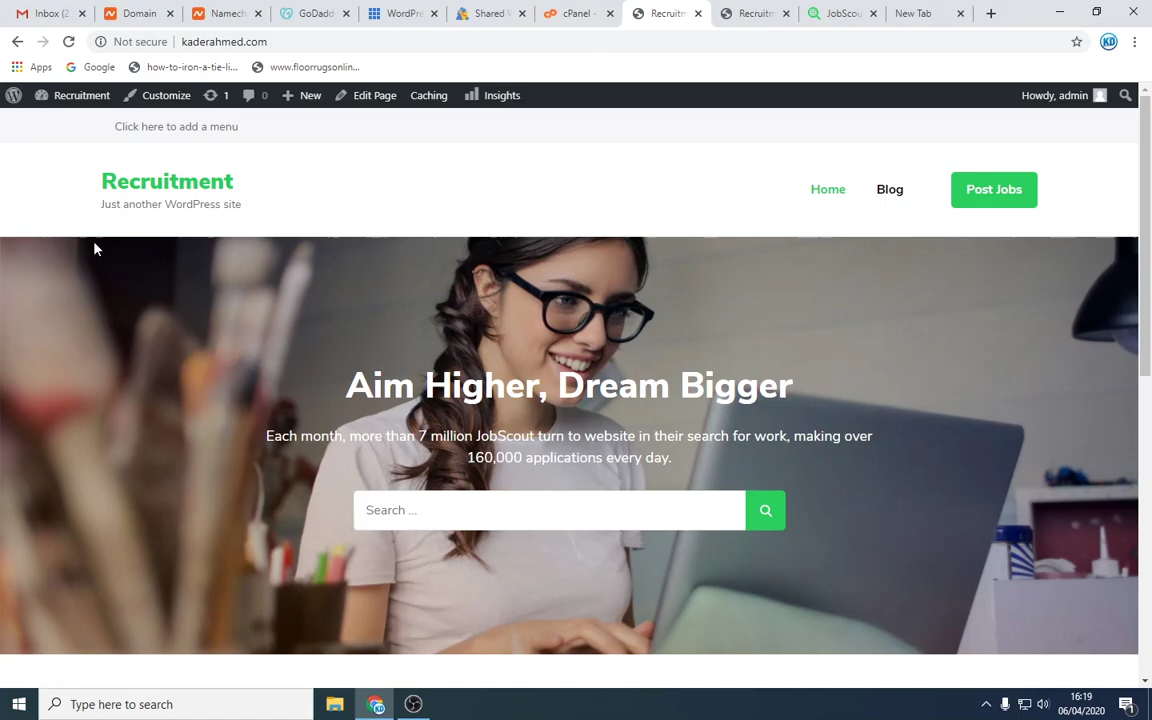 Inbox (2
Domain
Namech
GoDadd
WordPre
Shared W
cPanel -
Recruitm
Recruitm
JobScou
New Tab
Not secure
kaderahmed.com
KD
Apps
Google
how-to-iron-a-tie-li...
www.floorrugsonlin...
Recruitment
Customize
1
0
New
Edit Page
Caching
Insights
Howdy, admin
Click here to add a menu
Recruitment
Just another WordPress site
Home
Blog
Post Jobs
Aim Higher, Dream Bigger
Each month, more than 7 million JobScout turn to website in their search for work, making over
160,000 applications every day.
Search ...
Type here to search
16:19
06/04/2020
1